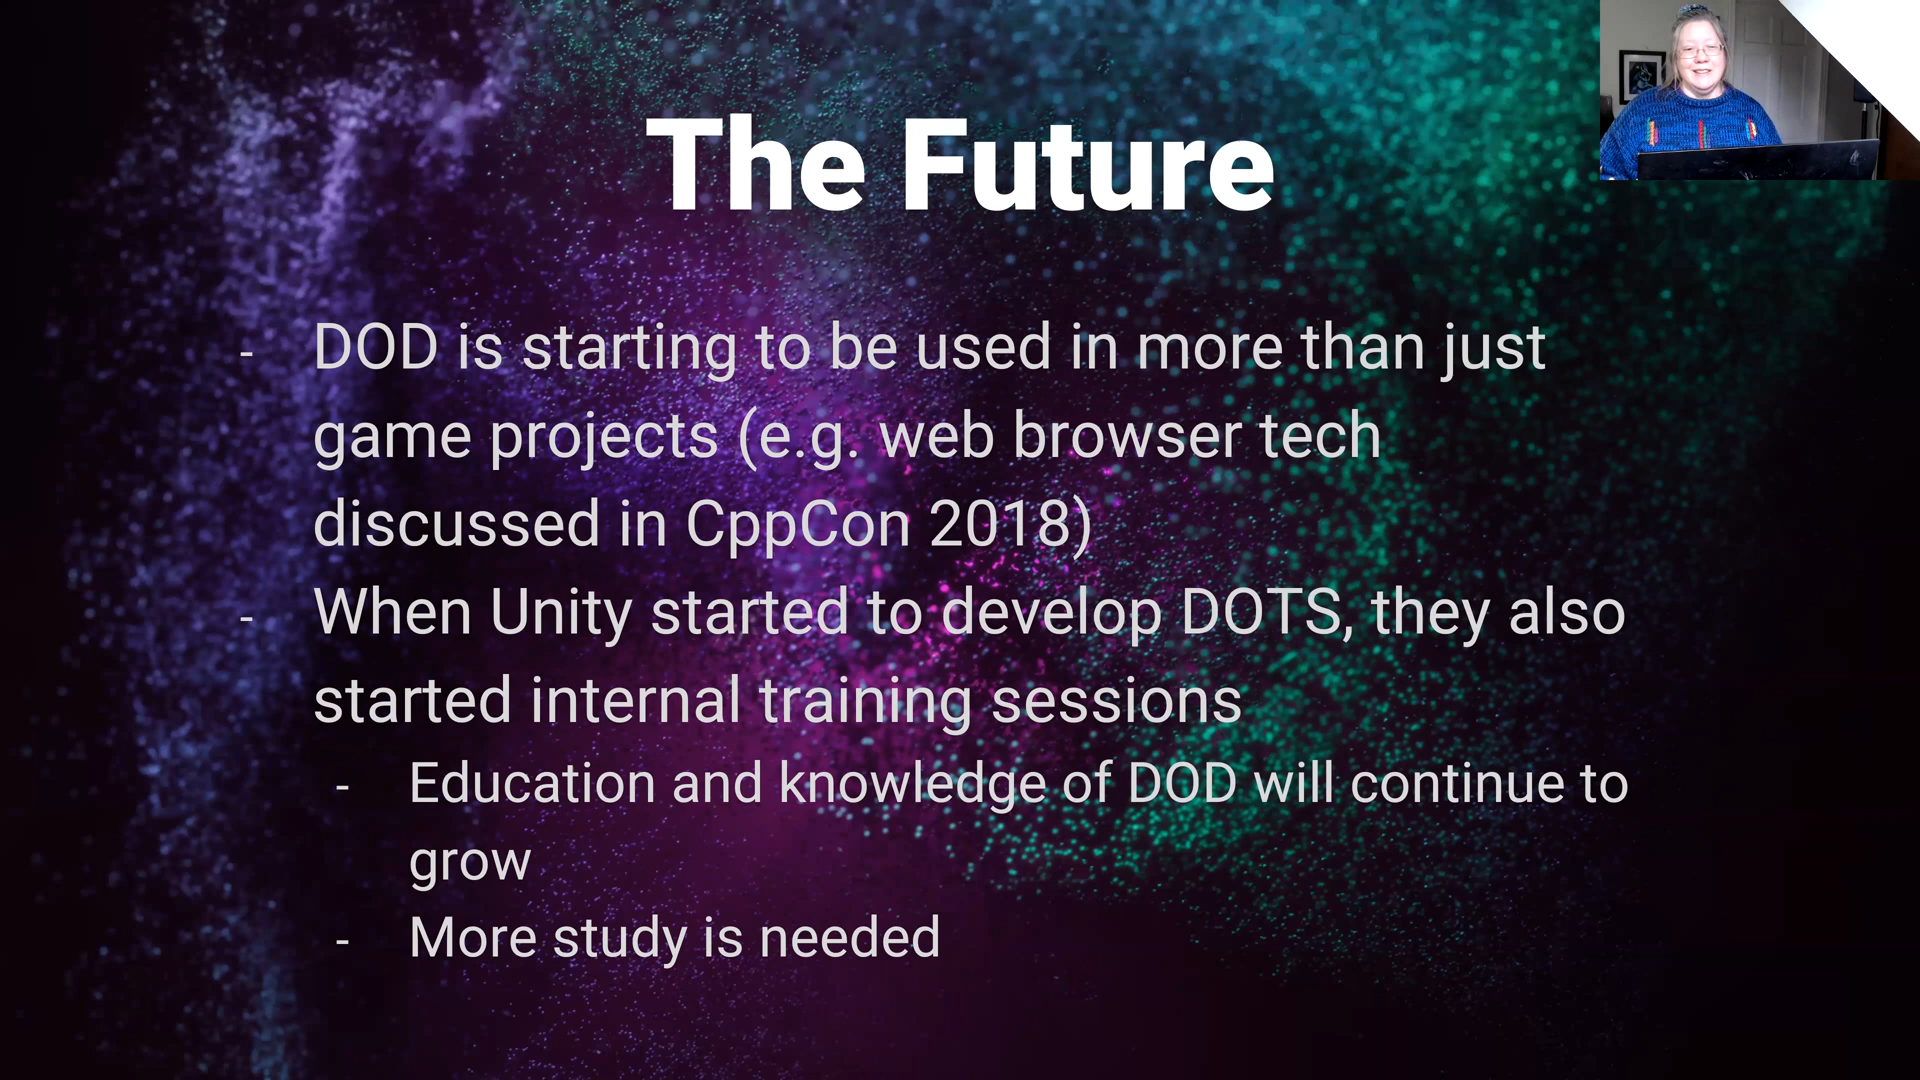 The Future
- DOD is starting to be used in more than just
game projects (e.g. web browser tech
discussed in CppCon 2018)
- When Unity started to develop DOTS, they also
started internal training sessions
- Education and knowledge of DOD will continue to
grow
- More study is needed